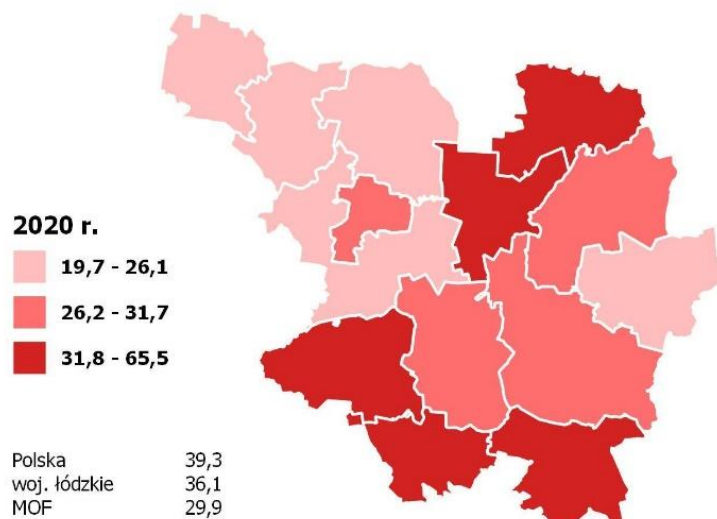 2020 r.
19,7 - 26,1
26,2 - 31,7
31,8 - 65,5
Polska 39,3
woj. łódzkie 36,1
MOF 29,9